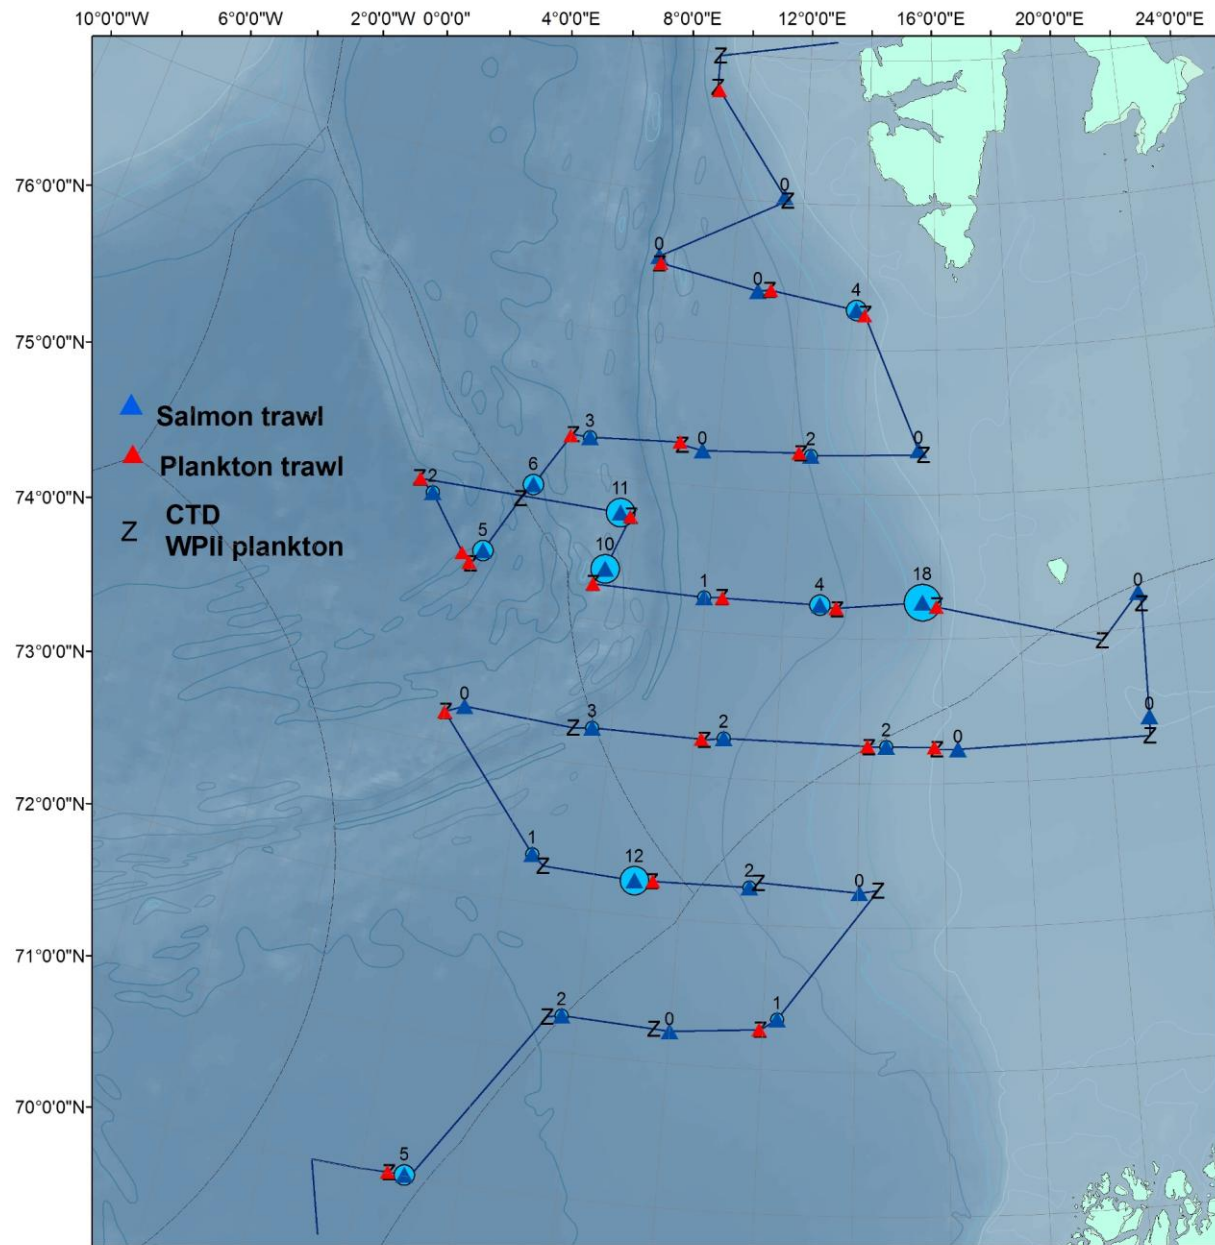 10°0'0"W 6°0'0"W 2°0'0"W 0°0'0" 4°0'0"E 8°0'0"E 12°0'0"E 16°0'0"E 20°0'0"E 24°0'0"E
Z
Z
76°0'0"N
0
Z
0
Z
0 Z
4
Z
75°0'0"N
Salmon trawl
Plankton trawl
Z CTD
WPII plankton
Z 3
Z 0
Z 2
0 Z
74°0'0"N
Z 2
6
Z
11
Z
5
Z
10
Z
1 Z
4 Z
18 Z
0
Z
Z
73°0'0"N
Z 0
Z 3
Z 2
Z 2
Z 0
0
Z
72°0'0"N
1
Z
12
2 Z
0 Z
71°0'0"N
Z 2
Z 0
Z 1
70°0'0"N
Z 5